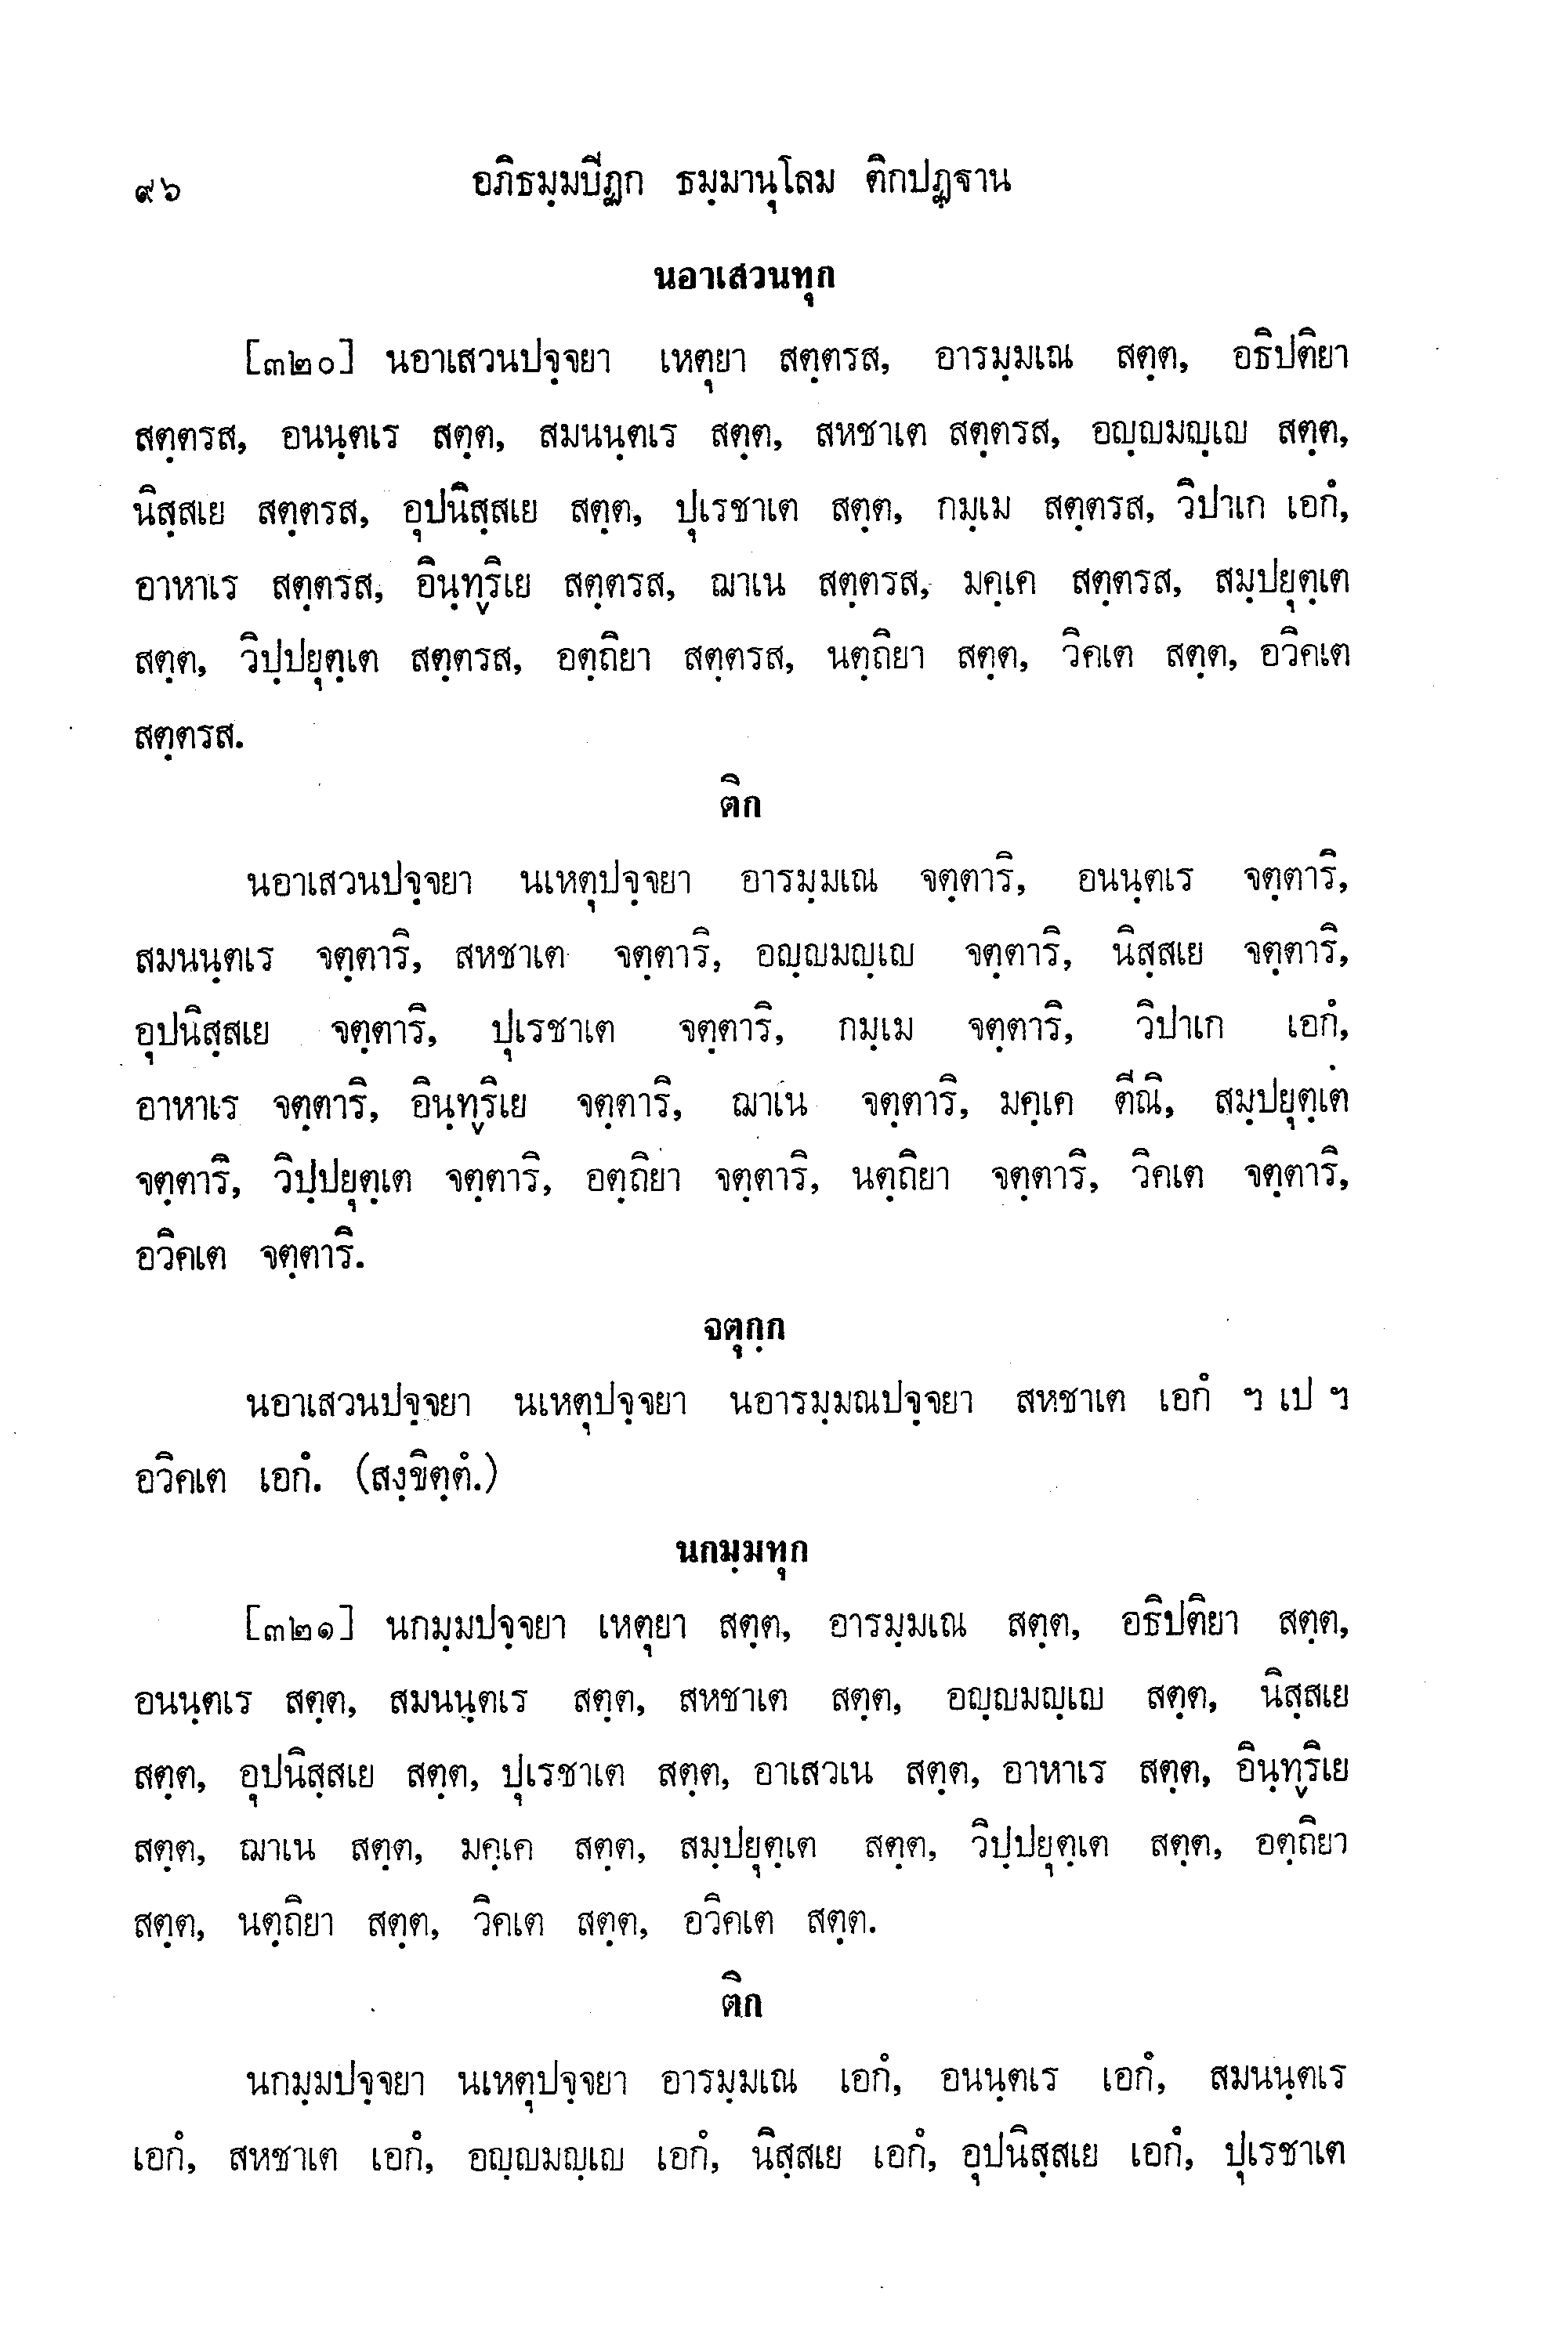 ๙๖ อภิธมฺมปีฏก ธมฺมานุโลม ติกปฏฺฐาน
นอาเสวนทุก
[๓๒๐] นอาเสวนปจฺจยา เหตุยา สตฺตรส, อารมฺมเณ สตฺต, อธิปติยา
สตฺตรส, อนนฺตเร สตฺต, สมนนฺตเร สตฺต, สหชาเต สตฺตรส, อญฺญมญฺเญ สตฺต,
นิสฺสเย สตฺตรส, อุปนิสฺสเย สตฺต, ปุเรชาเต สตฺต, กมฺเม สตฺตรส, วิปาเก เอกํ,
อาหาเร สตฺตรส, อินฺทฺริเย สตฺตรส, ฌาเน สตฺตรส, มคฺเค สตฺตรส, สมฺปยุตฺเต
สตฺต, วิปฺปยุตฺเต สตฺตรส, อตฺถิยา สตฺตรส, นตฺถิยา สตฺต, วิคเต สตฺต, อวิคเต
สตฺตรส.
ติก
นอาเสวนปจฺจยา นเหตุปจฺจยา อารมฺมเณ จตฺตาริ, อนนฺตเร จตฺตาริ,
สมนนฺตเร จตฺตาริ, สหชาเต จตฺตาริ, อญฺญมญฺเญ จตฺตาริ, นิสฺสเย จตฺตาริ,
อุปนิสฺสเย จตฺตาริ, ปุเรชาเต จตฺตาริ, กมฺเม จตฺตาริ, วิปาเก เอกํ,
อาหาเร จตฺตาริ, อินฺทฺริเย จตฺตาริ, ฌาเน จตฺตาริ, มคฺเค ตีณิ, สมฺปยุตฺเต
จตฺตาริ, วิปฺปยุตฺเต จตฺตาริ, อตฺถิยา จตฺตาริ, นตฺถิยา จตฺตาริ, วิคเต จตฺตาริ,
อวิคเต จตฺตาริ.
จตุกฺก
นอาเสวนปจฺจยา นเหตุปจฺจยา นอารมฺมณปจฺจยา สหชาเต เอกํ ฯ เป ฯ
อวิคเต เอกํ. (สงฺขิตฺตํ.)
นกมฺมทุก
[๓๒๑] นกมฺมปจฺจยา เหตุยา สตฺต, อารมฺมเณ สตฺต, อธิปติยา สตฺต,
อนนฺตเร สตฺต, สมนนฺตเร สตฺต, สหชาเต สตฺต, อญฺญมญฺเญ สตฺต, นิสฺสเย
สตฺต, อุปนิสฺสเย สตฺต, ปุเรชาเต สตฺต, อาเสวเน สตฺต, อาหาเร สตฺต, อินฺทฺริเย
สตฺต, ฌาเน สตฺต, มคฺเค สตฺต, สมฺปยุตฺเต สตฺต, วิปฺปยุตฺเต สตฺต, อตฺถิยา
สตฺต, นตฺถิยา สตฺต, วิคเต สตฺต, อวิคเต สตฺต.
ติก
นกมฺมปจฺจยา นเหตุปจฺจยา อารมฺมเณ เอกํ, อนนฺตเร เอกํ, สมนนฺตเร
เอกํ, สหชาเต เอกํ, อญฺญมญฺเญ เอกํ, นิสฺสเย เอกํ, อุปนิสฺสเย เอกํ, ปุเรชาเต